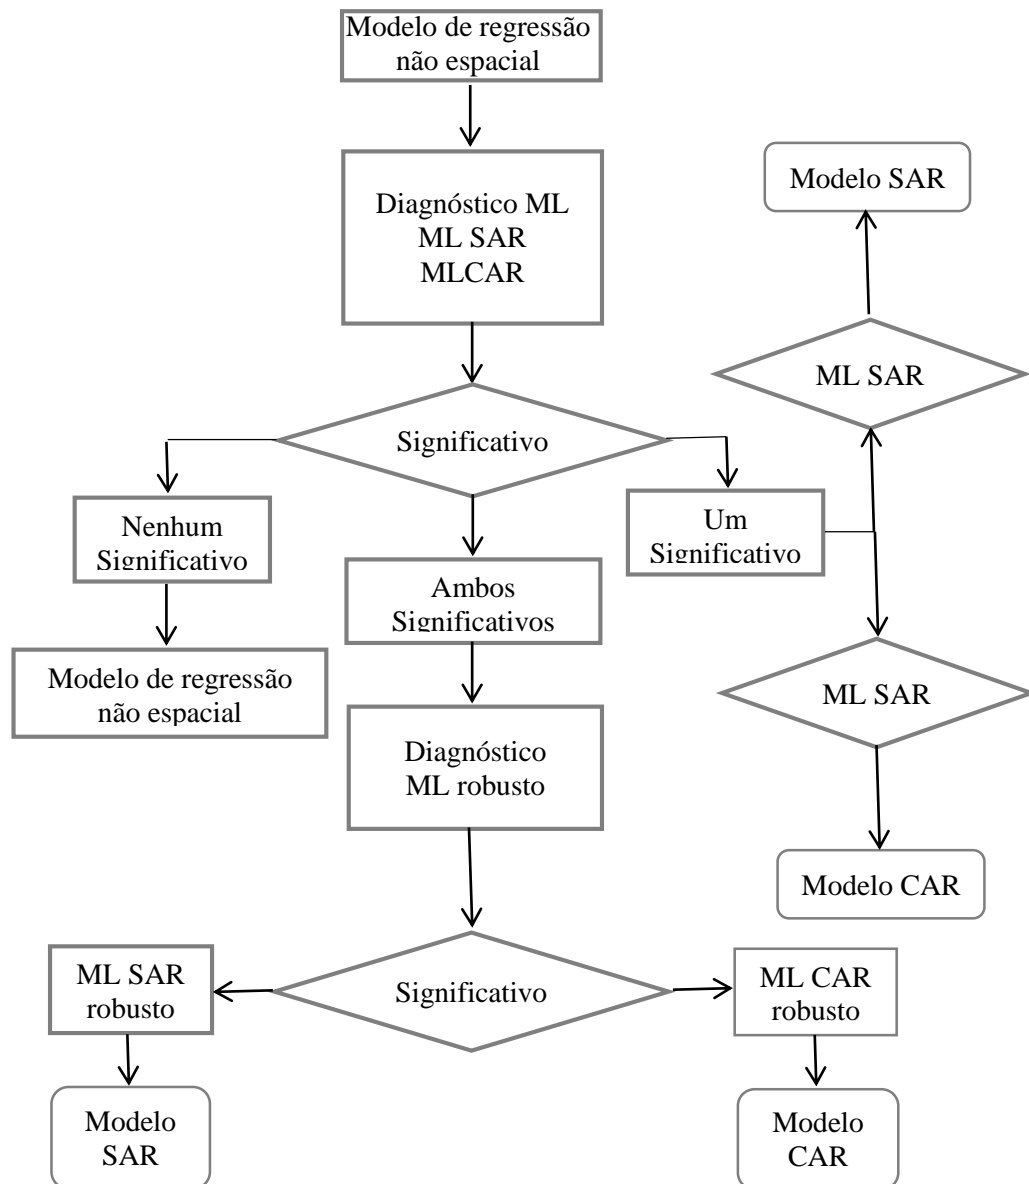 Modelo de regressão
não espacial
Diagnóstico ML
ML SAR
MLCAR
Modelo SAR
ML SAR
Significativo
Nenhum
Significativo
Um
Significativo
Ambos
Significativos
Modelo de regressão
não espacial
ML SAR
Diagnóstico
ML robusto
Modelo CAR
ML SAR
robusto
Significativo
ML CAR
robusto
Modelo
SAR
Modelo
CAR